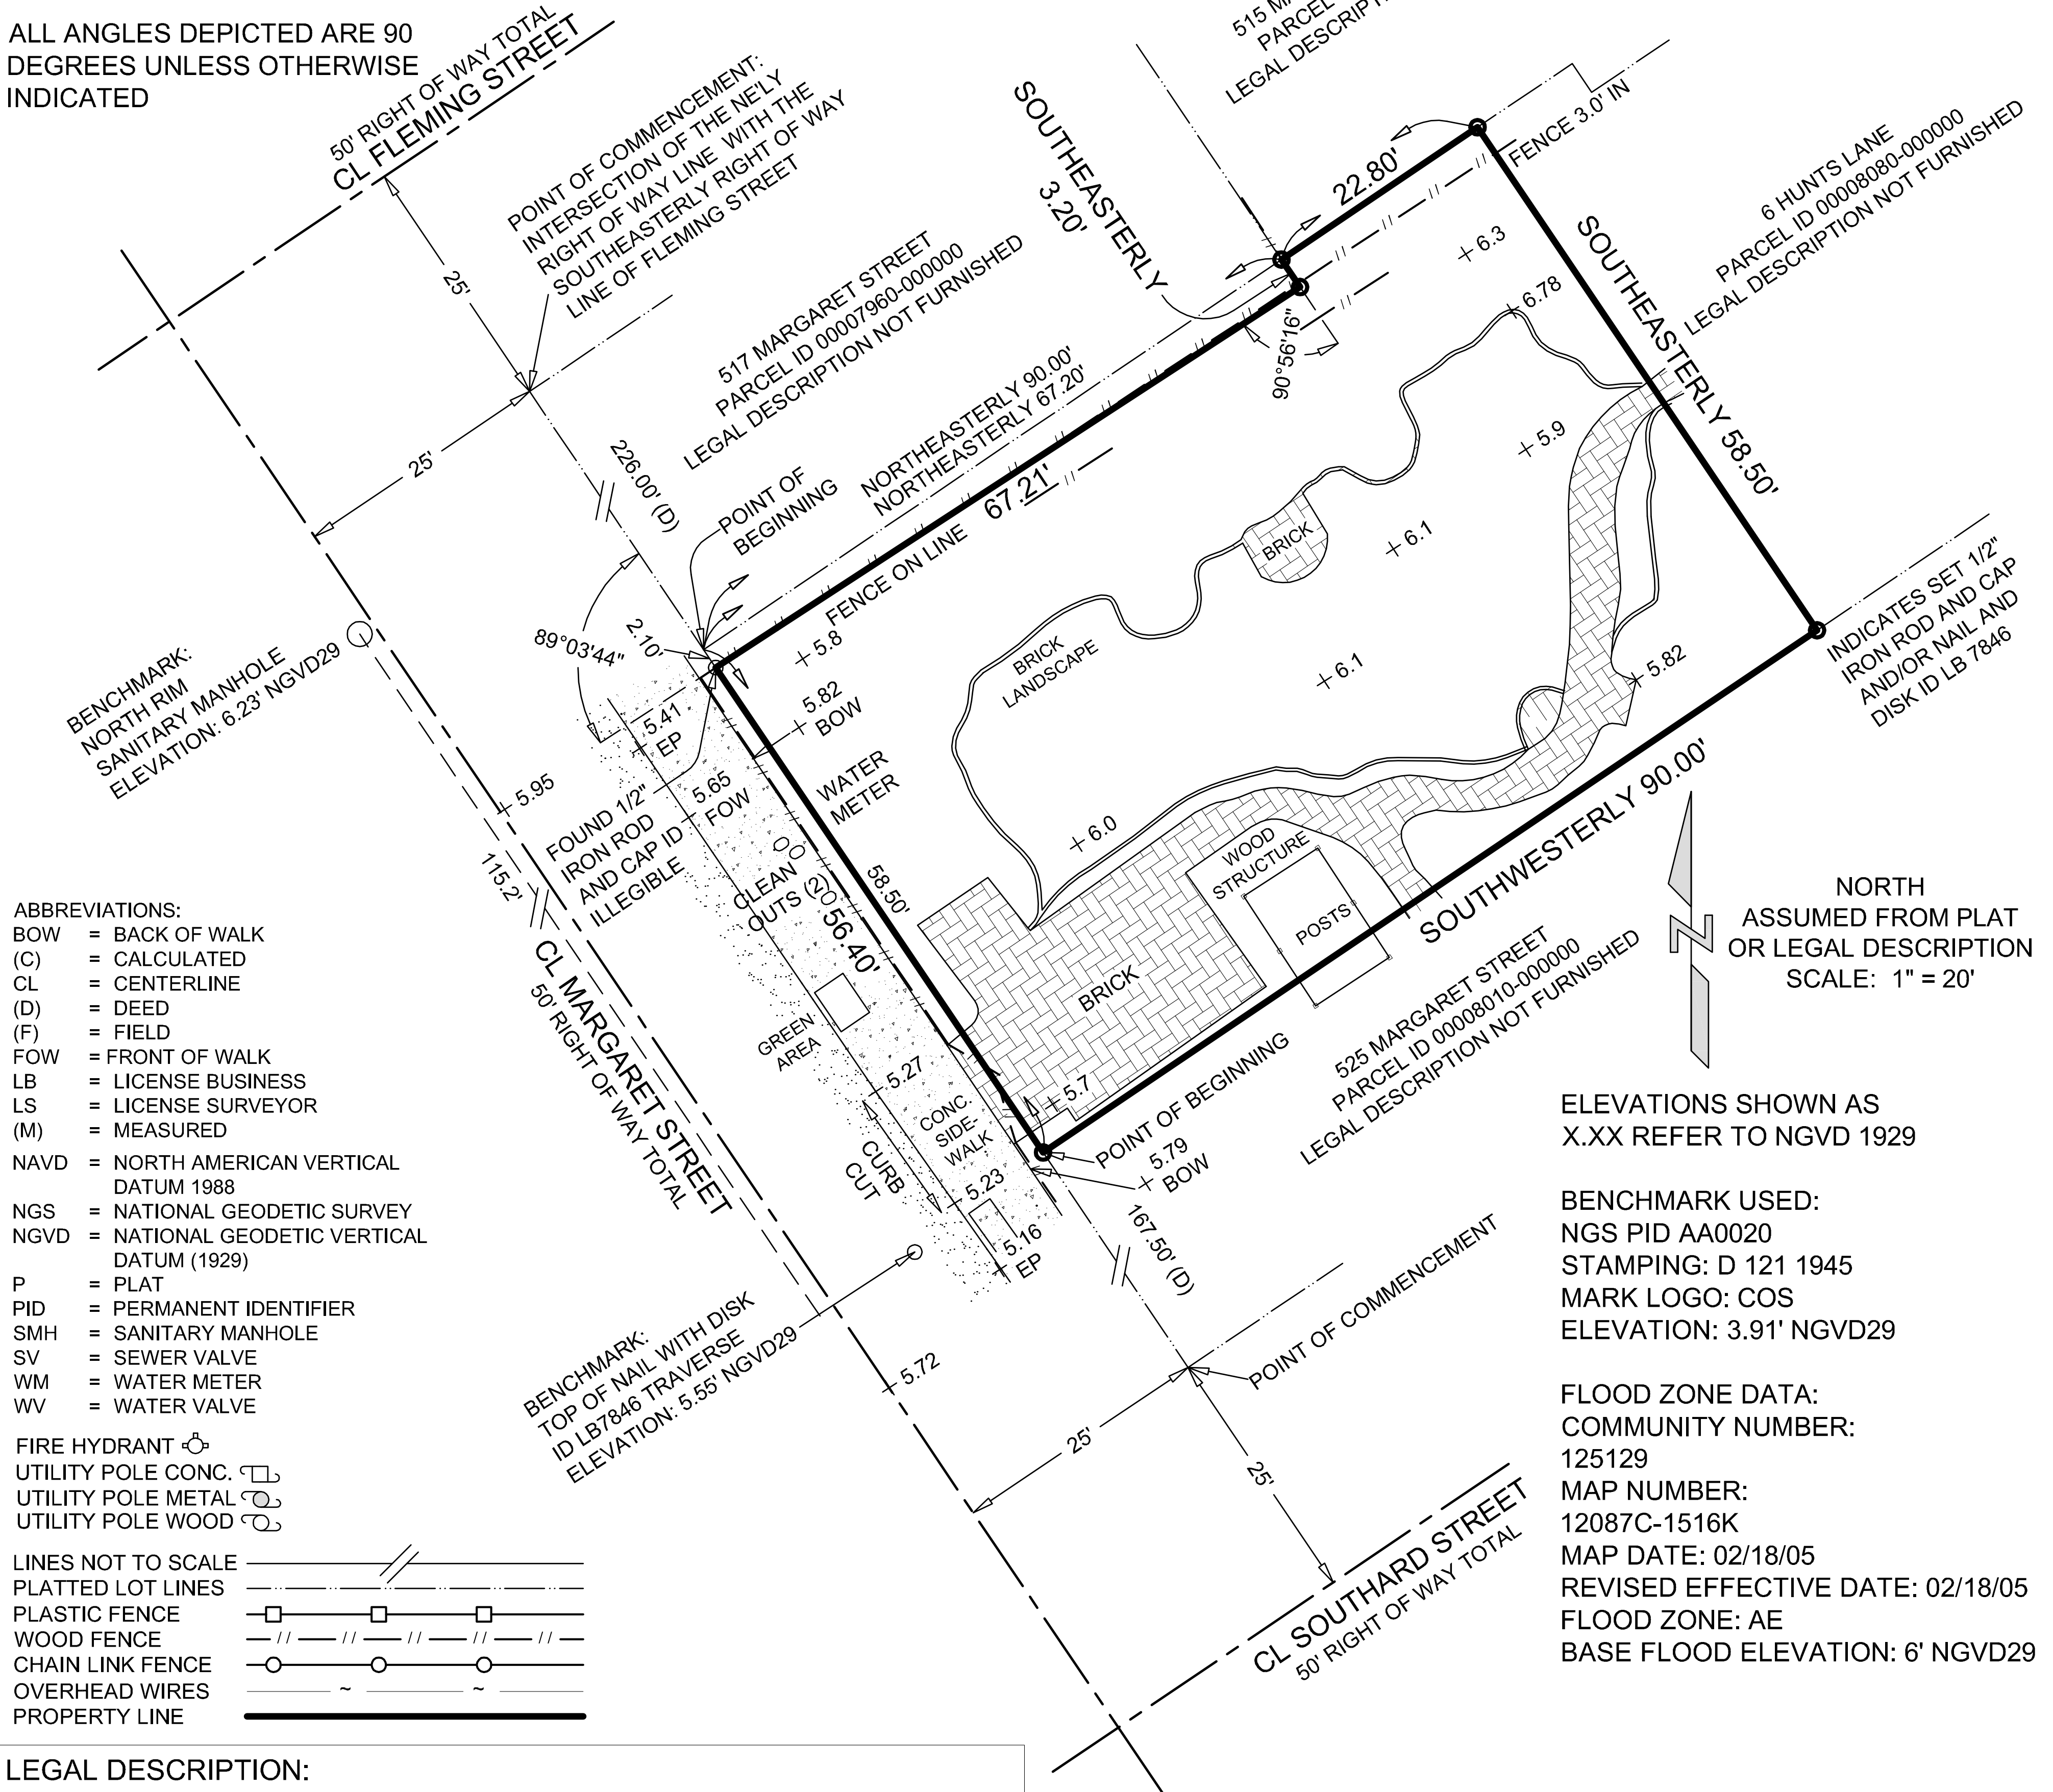 ALL ANGLES DEPICTED ARE 90
DEGREES UNLESS OTHERWISE
INDICATED
50' RIGHT OF WAY TOTAL
CL FLEMING STREET
POINT OF COMMENCEMENT:
INTERSECTION OF THE NE'LY
RIGHT OF WAY LINE WITH THE
SOUTHEASTERLY RIGHT OF WAY
LINE OF FLEMING STREET
515
PARCEL
LEGAL
SOUTHEASTERLY
3.20'
22.80'
FENCE 3.0' IN
6 HUNTS LANE
PARCEL ID 00008080-000000
LEGAL DESCRIPTION NOT FURNISHED
SOUTHEASTERLY 58.50'
25'
25'
517 MARGARET STREET
PARCEL ID 00007960-000000
LEGAL DESCRIPTION NOT FURNISHED
226.00' (D)
POINT OF
BEGINNING
NORTHEASTERLY 90.00'
NORTHEASTERLY 67.20'
67.21'
FENCE ON LINE
90°56'16"
6.3
6.78
5.9
6.1
BRICK
BRICK
LANDSCAPE
6.1
5.82
6.0
5.8
5.82
BOW
2.10'
89°03'44"
5.41
EP
5.65
FOW
WATER
METER
BENCHMARK:
NORTH RIM
SANITARY MANHOLE
ELEVATION: 6.23' NGVD29
5.95
115.2'
FOUND 1/2"
IRON ROD
AND CAP ID
ILLEGIBLE
CLEAN
OUTS (2)
58.50'
56.40'
CL MARGARET STREET
50' RIGHT OF WAY TOTAL
GREEN
AREA
5.27
CONC.
SIDE-
WALK
CURB
CUT
5.23
5.16
EP
5.7
BRICK
WOOD
STRUCTURE
POSTS
SOUTHWESTERLY 90.00'
INDICATES SET 1/2"
IRON ROD AND CAP
AND/OR NAIL AND
DISK ID LB 7846
POINT OF BEGINNING
5.79
BOW
525 MARGARET STREET
PARCEL ID 00008010-000000
LEGAL DESCRIPTION NOT FURNISHED
167.50' (D)
POINT OF COMMENCEMENT
BENCHMARK:
TOP OF NAIL WITH DISK
ID LB7846 TRAVERSE
ELEVATION: 5.55' NGVD29
5.72
25'
25'
CL SOUTHARD STREET
50' RIGHT OF WAY TOTAL
NORTH
ASSUMED FROM PLAT
OR LEGAL DESCRIPTION
SCALE: 1" = 20'
ELEVATIONS SHOWN AS
X.XX REFER TO NGVD 1929
BENCHMARK USED:
NGS PID AA0020
STAMPING: D 121 1945
MARK LOGO: COS
ELEVATION: 3.91' NGVD29
FLOOD ZONE DATA:
COMMUNITY NUMBER:
125129
MAP NUMBER:
12087C-1516K
MAP DATE: 02/18/05
REVISED EFFECTIVE DATE: 02/18/05
FLOOD ZONE: AE
BASE FLOOD ELEVATION: 6' NGVD29
ABBREVIATIONS:
BOW = BACK OF WALK
(C) = CALCULATED
CL = CENTERLINE
(D) = DEED
(F) = FIELD
FOW = FRONT OF WALK
LB = LICENSE BUSINESS
LS = LICENSE SURVEYOR
(M) = MEASURED
NAVD = NORTH AMERICAN VERTICAL
DATUM 1988
NGS = NATIONAL GEODETIC SURVEY
NGVD = NATIONAL GEODETIC VERTICAL
DATUM (1929)
P = PLAT
PID = PERMANENT IDENTIFIER
SMH = SANITARY MANHOLE
SV = SEWER VALVE
WM = WATER METER
WV = WATER VALVE
FIRE HYDRANT
UTILITY POLE CONC.
UTILITY POLE METAL
UTILITY POLE WOOD
LINES NOT TO SCALE
PLATTED LOT LINES
PLASTIC FENCE
WOOD FENCE
CHAIN LINK FENCE
OVERHEAD WIRES
PROPERTY LINE
LEGAL DESCRIPTION: